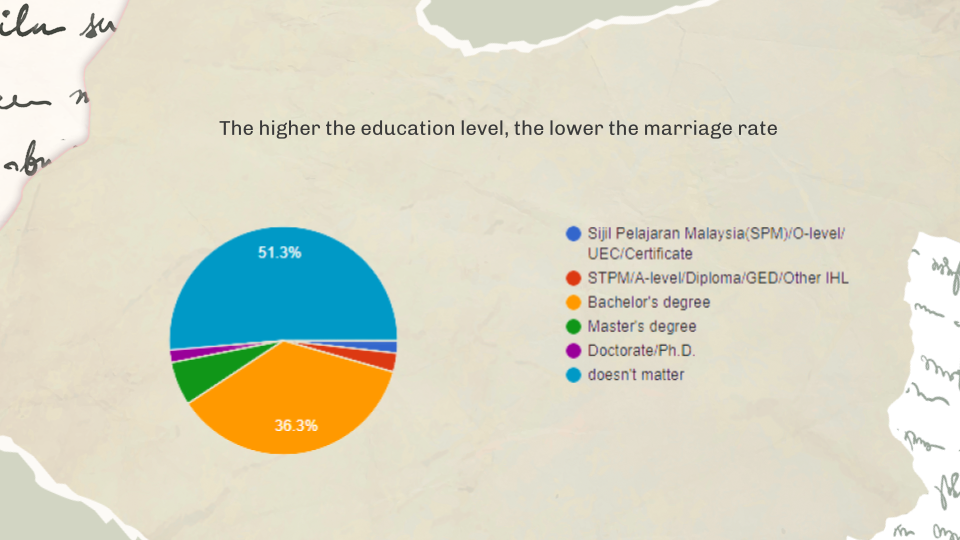 The higher the education level, the lower the marriage rate
51.3%
36.3%
Sijil Pelajaran Malaysia(SPM)/O-level/
UEC/Certificate
STPM/A-level/Diploma/GED/Other IHL
Bachelor's degree
Master's degree
Doctorate/Ph.D.
doesn't matter